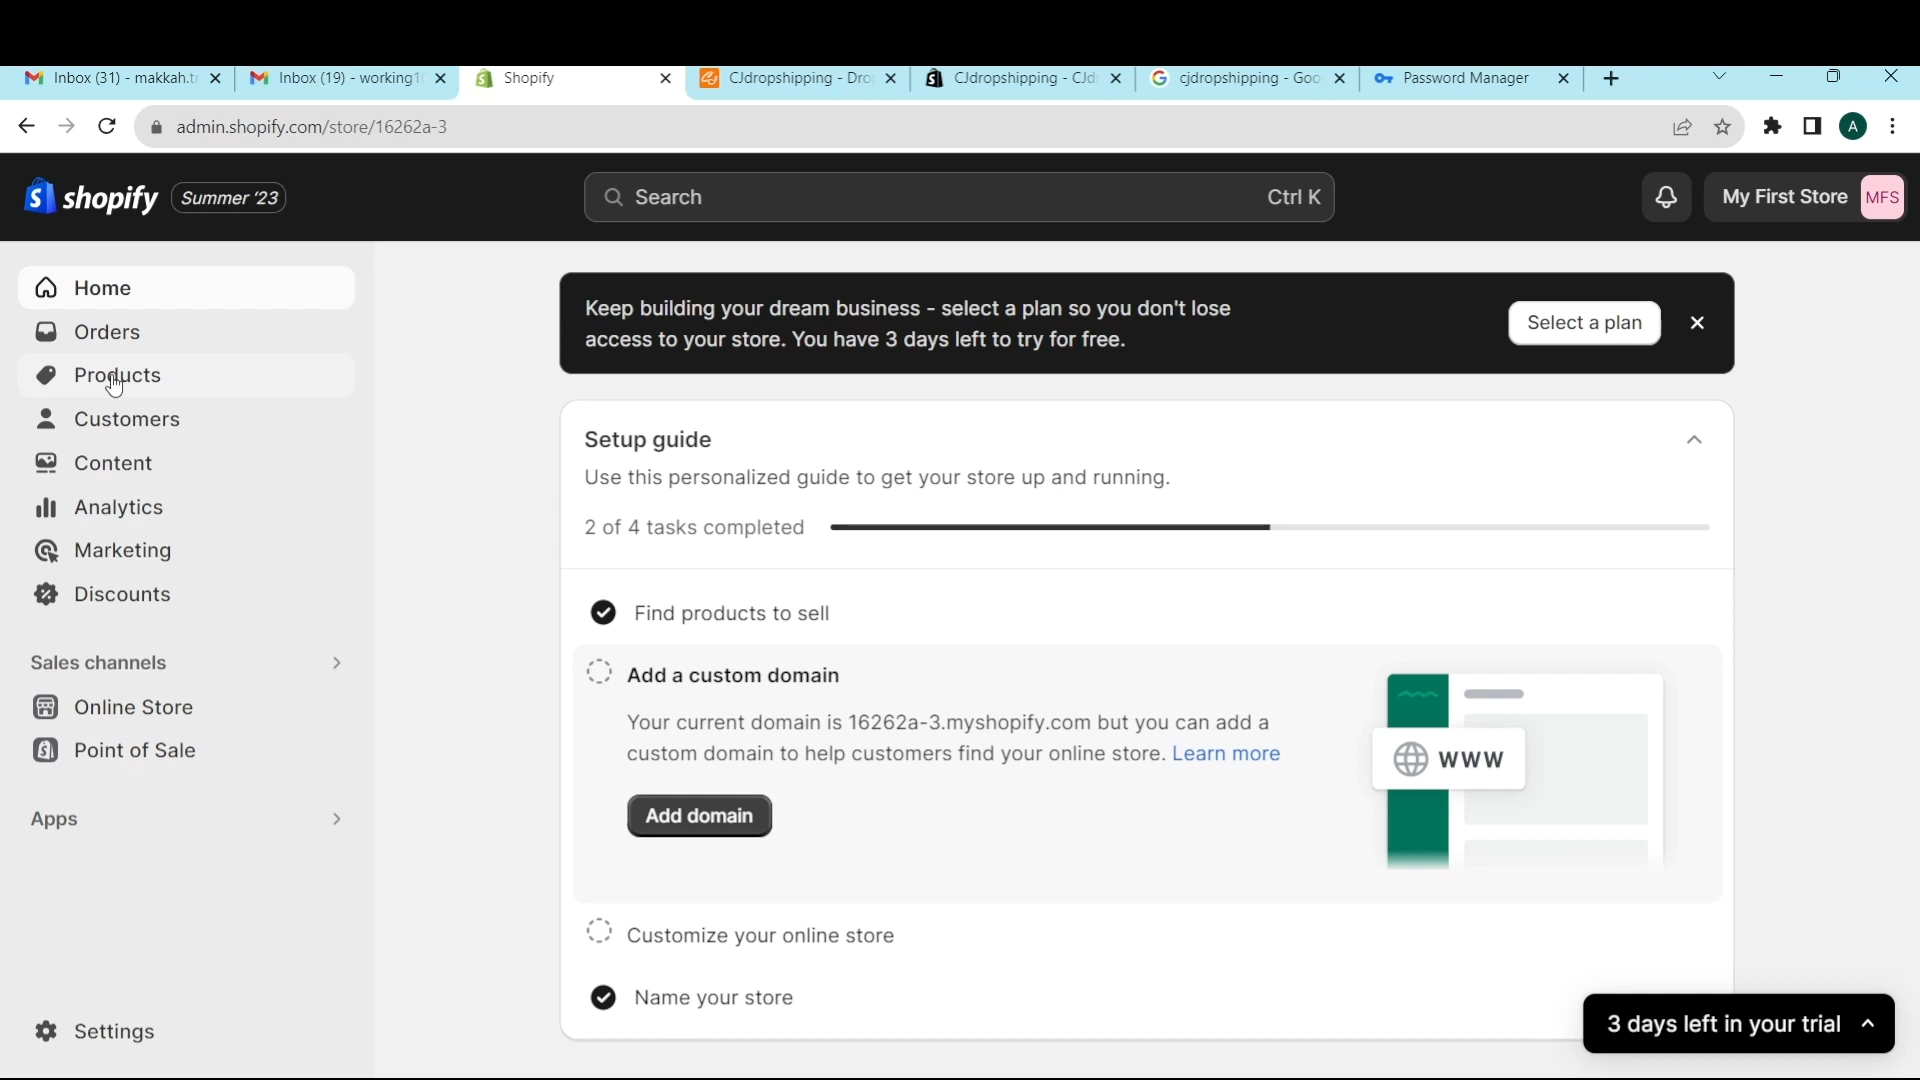 Inbox (31) - makkah.tr
Inbox (19) - working1
Shopify
CJdropshipping - Dro
CJdropshipping - CJd
cjdropshipping - Goo
Password Manager
admin.shopify.com/store/16262a-3
A
shopify
Summer '23
Search
Ctrl K
My First Store
MFS
Home
Orders
Products
Customers
Content
Analytics
Marketing
Discounts
Sales channels
Online Store
Point of Sale
Apps
Settings
Keep building your dream business - select a plan so you don't lose
access to your store. You have 3 days left to try for free.
Select a plan
Setup guide
Use this personalized guide to get your store up and running.
2 of 4 tasks completed
Find products to sell
Add a custom domain
Your current domain is 16262a-3.myshopify.com but you can add a
custom domain to help customers find your online store. Learn more
Add domain
WWW
Customize your online store
Name your store
3 days left in your trial